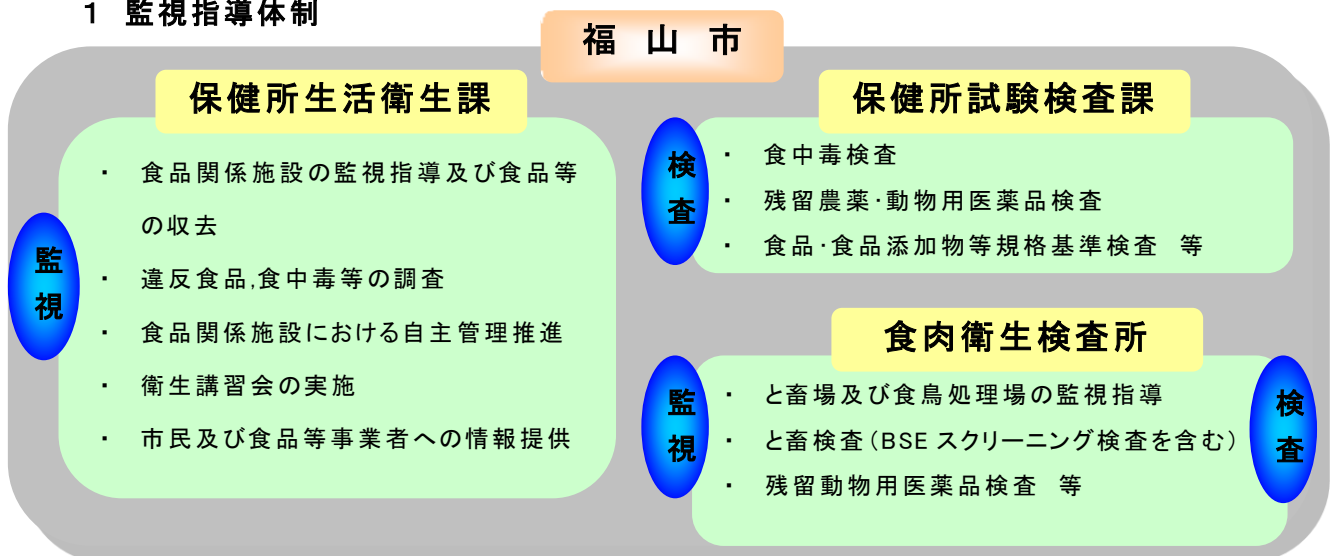 1 監視指導体制
福 山 市
保健所生活衛生課
監視
・ 食品関係施設の監視指導及び食品等
の収去
・ 違反食品,食中毒等の調査
・ 食品関係施設における自主管理推進
・ 衛生講習会の実施
・ 市民及び食品等事業者への情報提供
保健所試験検査課
検査
・ 食中毒検査
・ 残留農薬･動物用医薬品検査
・ 食品･食品添加物等規格基準検査 等
食肉衛生検査所
監視
・ と畜場及び食鳥処理場の監視指導
・ と畜検査(BSE スクリーニング検査を含む)
・ 残留動物用医薬品検査 等
検査